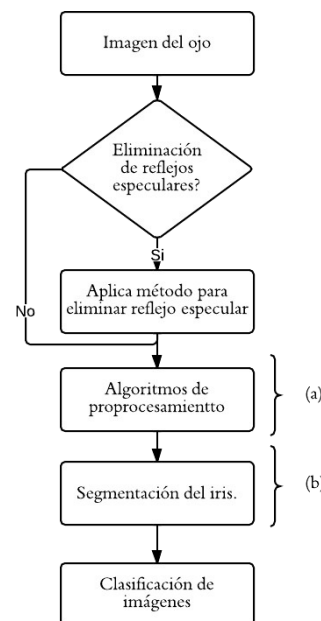 Imagen del ojo
Eliminación
de reflejos
especulares?
Si
Aplica método para
eliminar reflejo especular
No
Algoritmos de
proprocesamientto
(a)
Segmentación del iris.
(b)
Clasificación de
imágenes